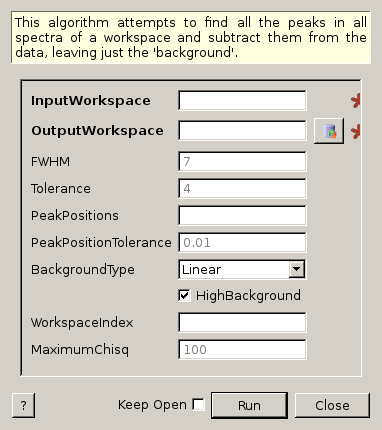 This algorithm attempts to find all the peaks in all
spectra of a workspace and subtract them from the
data, leaving just the 'background'.
InputWorkspace
OutputWorkspace
FWHM 7
Tolerance 4
PeakPositions
PeakPositionTolerance 0.01
BackgroundType Linear
HighBackground
WorkspaceIndex
MaximumChisq 100
? Keep Open Run Close